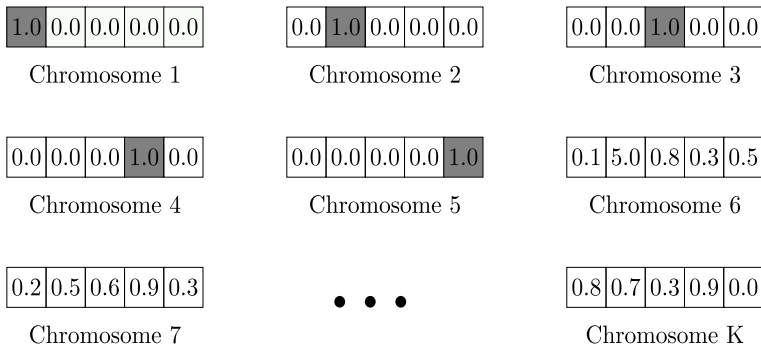 1.0 0.0 0.0 0.0 0.0
Chromosome 1
0.0 1.0 0.0 0.0 0.0
Chromosome 2
0.0 0.0 1.0 0.0 0.0
Chromosome 3
0.0 0.0 0.0 1.0 0.0
Chromosome 4
0.0 0.0 0.0 0.0 1.0
Chromosome 5
0.1 5.0 0.8 0.3 0.5
Chromosome 6
0.2 0.5 0.6 0.9 0.3
Chromosome 7
• • •
0.8 0.7 0.3 0.9 0.0
Chromosome K